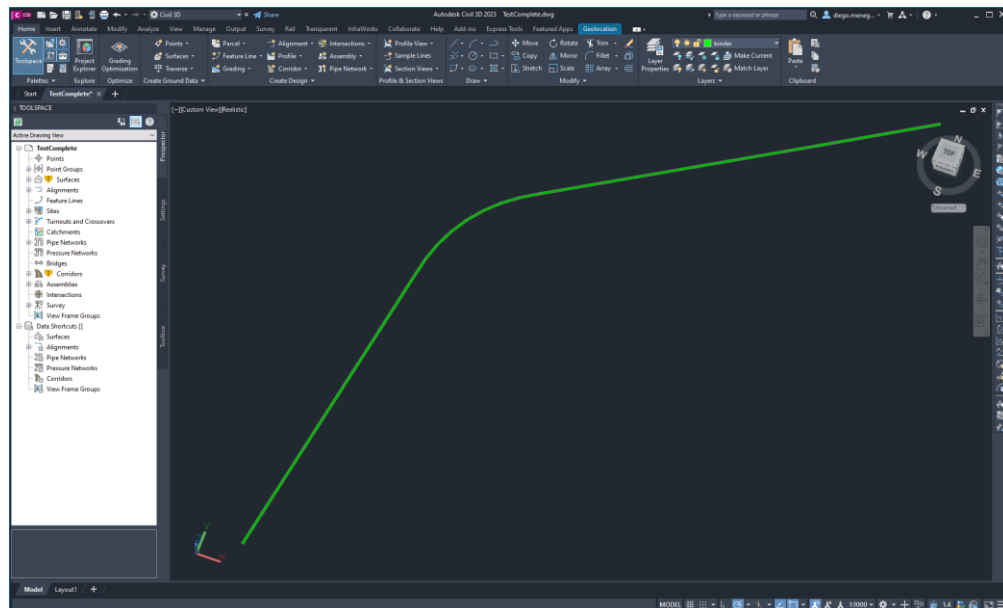 C CIVIL
Civil 3D
Share
Autodesk Civil 3D 2023 TestComplete.dwg
Type a keyword or phrase
diego.meneg...
Home Insert Annotate Modify Analyze View Manage Output Survey Rail Transparent InfraWorks Collaborate Help Add-ins Express Tools Featured Apps Geolocation
Toolspace
Project Explorer
Grading Optimization
Points
Surfaces
Traverse
Parcel
Feature Line
Grading
Alignment
Profile
Corridor
Intersections
Assembly
Pipe Network
Profile View
Sample Lines
Section Views
Move
Copy
Stretch
Rotate
Mirror
Scale
Trim
Fillet
Array
Layer Properties
binder
Make Current
Match Layer
Paste
Palettes Explore Optimize Create Ground Data Create Design Profile & Section Views Draw Modify Layers Clipboard
Start TestComplete*
TOOLSPACE
[−][Custom View][Realistic]
Active Drawing View
TestComplete
Points
Point Groups
Surfaces
Alignments
Feature Lines
Sites
Turnouts and Crossovers
Catchments
Pipe Networks
Pressure Networks
Bridges
Corridors
Assemblies
Intersections
Survey
View Frame Groups
Data Shortcuts []
Surfaces
Alignments
Pipe Networks
Pressure Networks
Corridors
View Frame Groups
Prospector
Settings
Survey
Toolbox
N
W
TOP
E
S
Unnamed
Y
X
Model Layout1
MODEL
1:1000
1.4